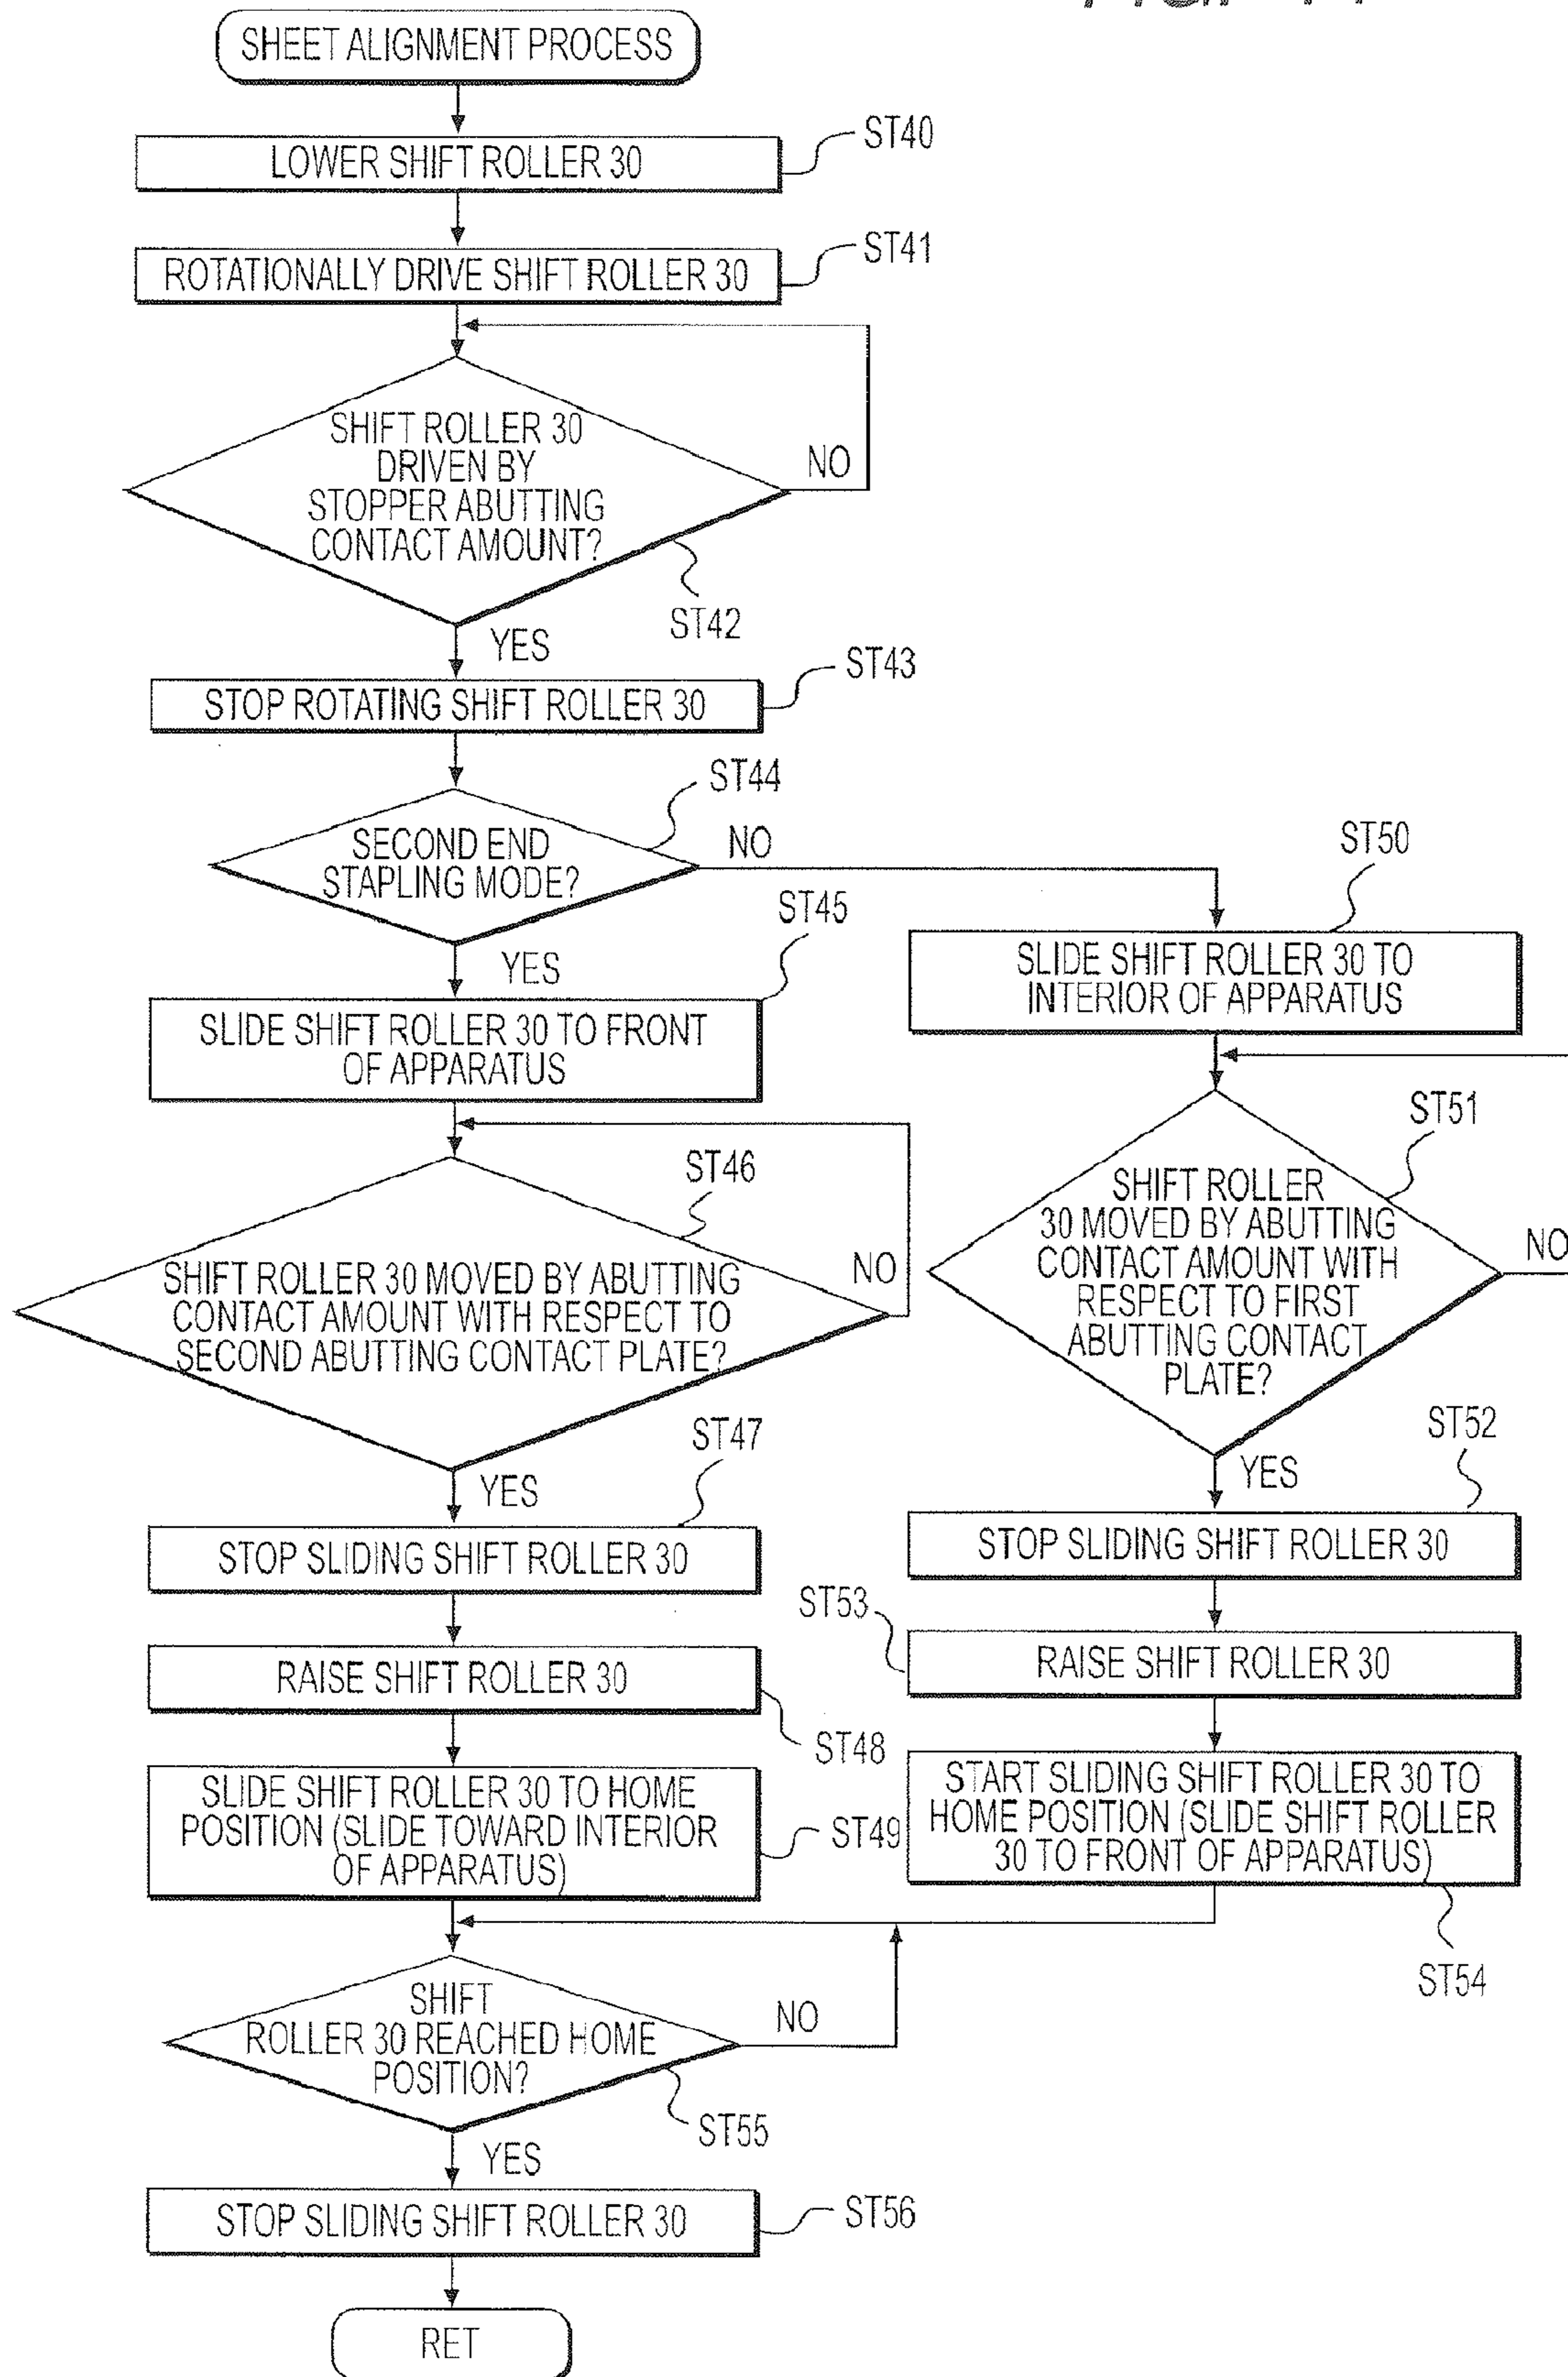 SHEET ALIGNMENT PROCESS
ST40
LOWER SHIFT ROLLER 30
ST41
ROTATIONALLY DRIVE SHIFT ROLLER 30
SHIFT ROLLER 30
DRIVEN BY
STOPPER ABUTTING
CONTACT AMOUNT?
NO
ST42
YES
ST43
STOP ROTATING SHIFT ROLLER 30
ST44
SECOND END
STAPLING MODE?
NO
YES
ST45
SLIDE SHIFT ROLLER 30 TO FRONT
OF APPARATUS
ST46
SHIFT ROLLER 30 MOVED BY ABUTTING
CONTACT AMOUNT WITH RESPECT TO
SECOND ABUTTING CONTACT PLATE?
NO
YES
ST47
STOP SLIDING SHIFT ROLLER 30
RAISE SHIFT ROLLER 30
ST48
SLIDE SHIFT ROLLER 30 TO HOME
POSITION (SLIDE TOWARD INTERIOR
OF APPARATUS)
ST49
ST50
SLIDE SHIFT ROLLER 30 TO
INTERIOR OF APPARATUS
ST51
SHIFT ROLLER
30 MOVED BY ABUTTING
CONTACT AMOUNT WITH
RESPECT TO FIRST
ABUTTING CONTACT
PLATE?
NO
YES
ST52
STOP SLIDING SHIFT ROLLER 30
ST53
RAISE SHIFT ROLLER 30
START SLIDING SHIFT ROLLER 30 TO
HOME POSITION (SLIDE SHIFT ROLLER
30 TO FRONT OF APPARATUS)
ST54
SHIFT
ROLLER 30 REACHED HOME
POSITION?
NO
ST55
YES
STOP SLIDING SHIFT ROLLER 30
ST56
RET